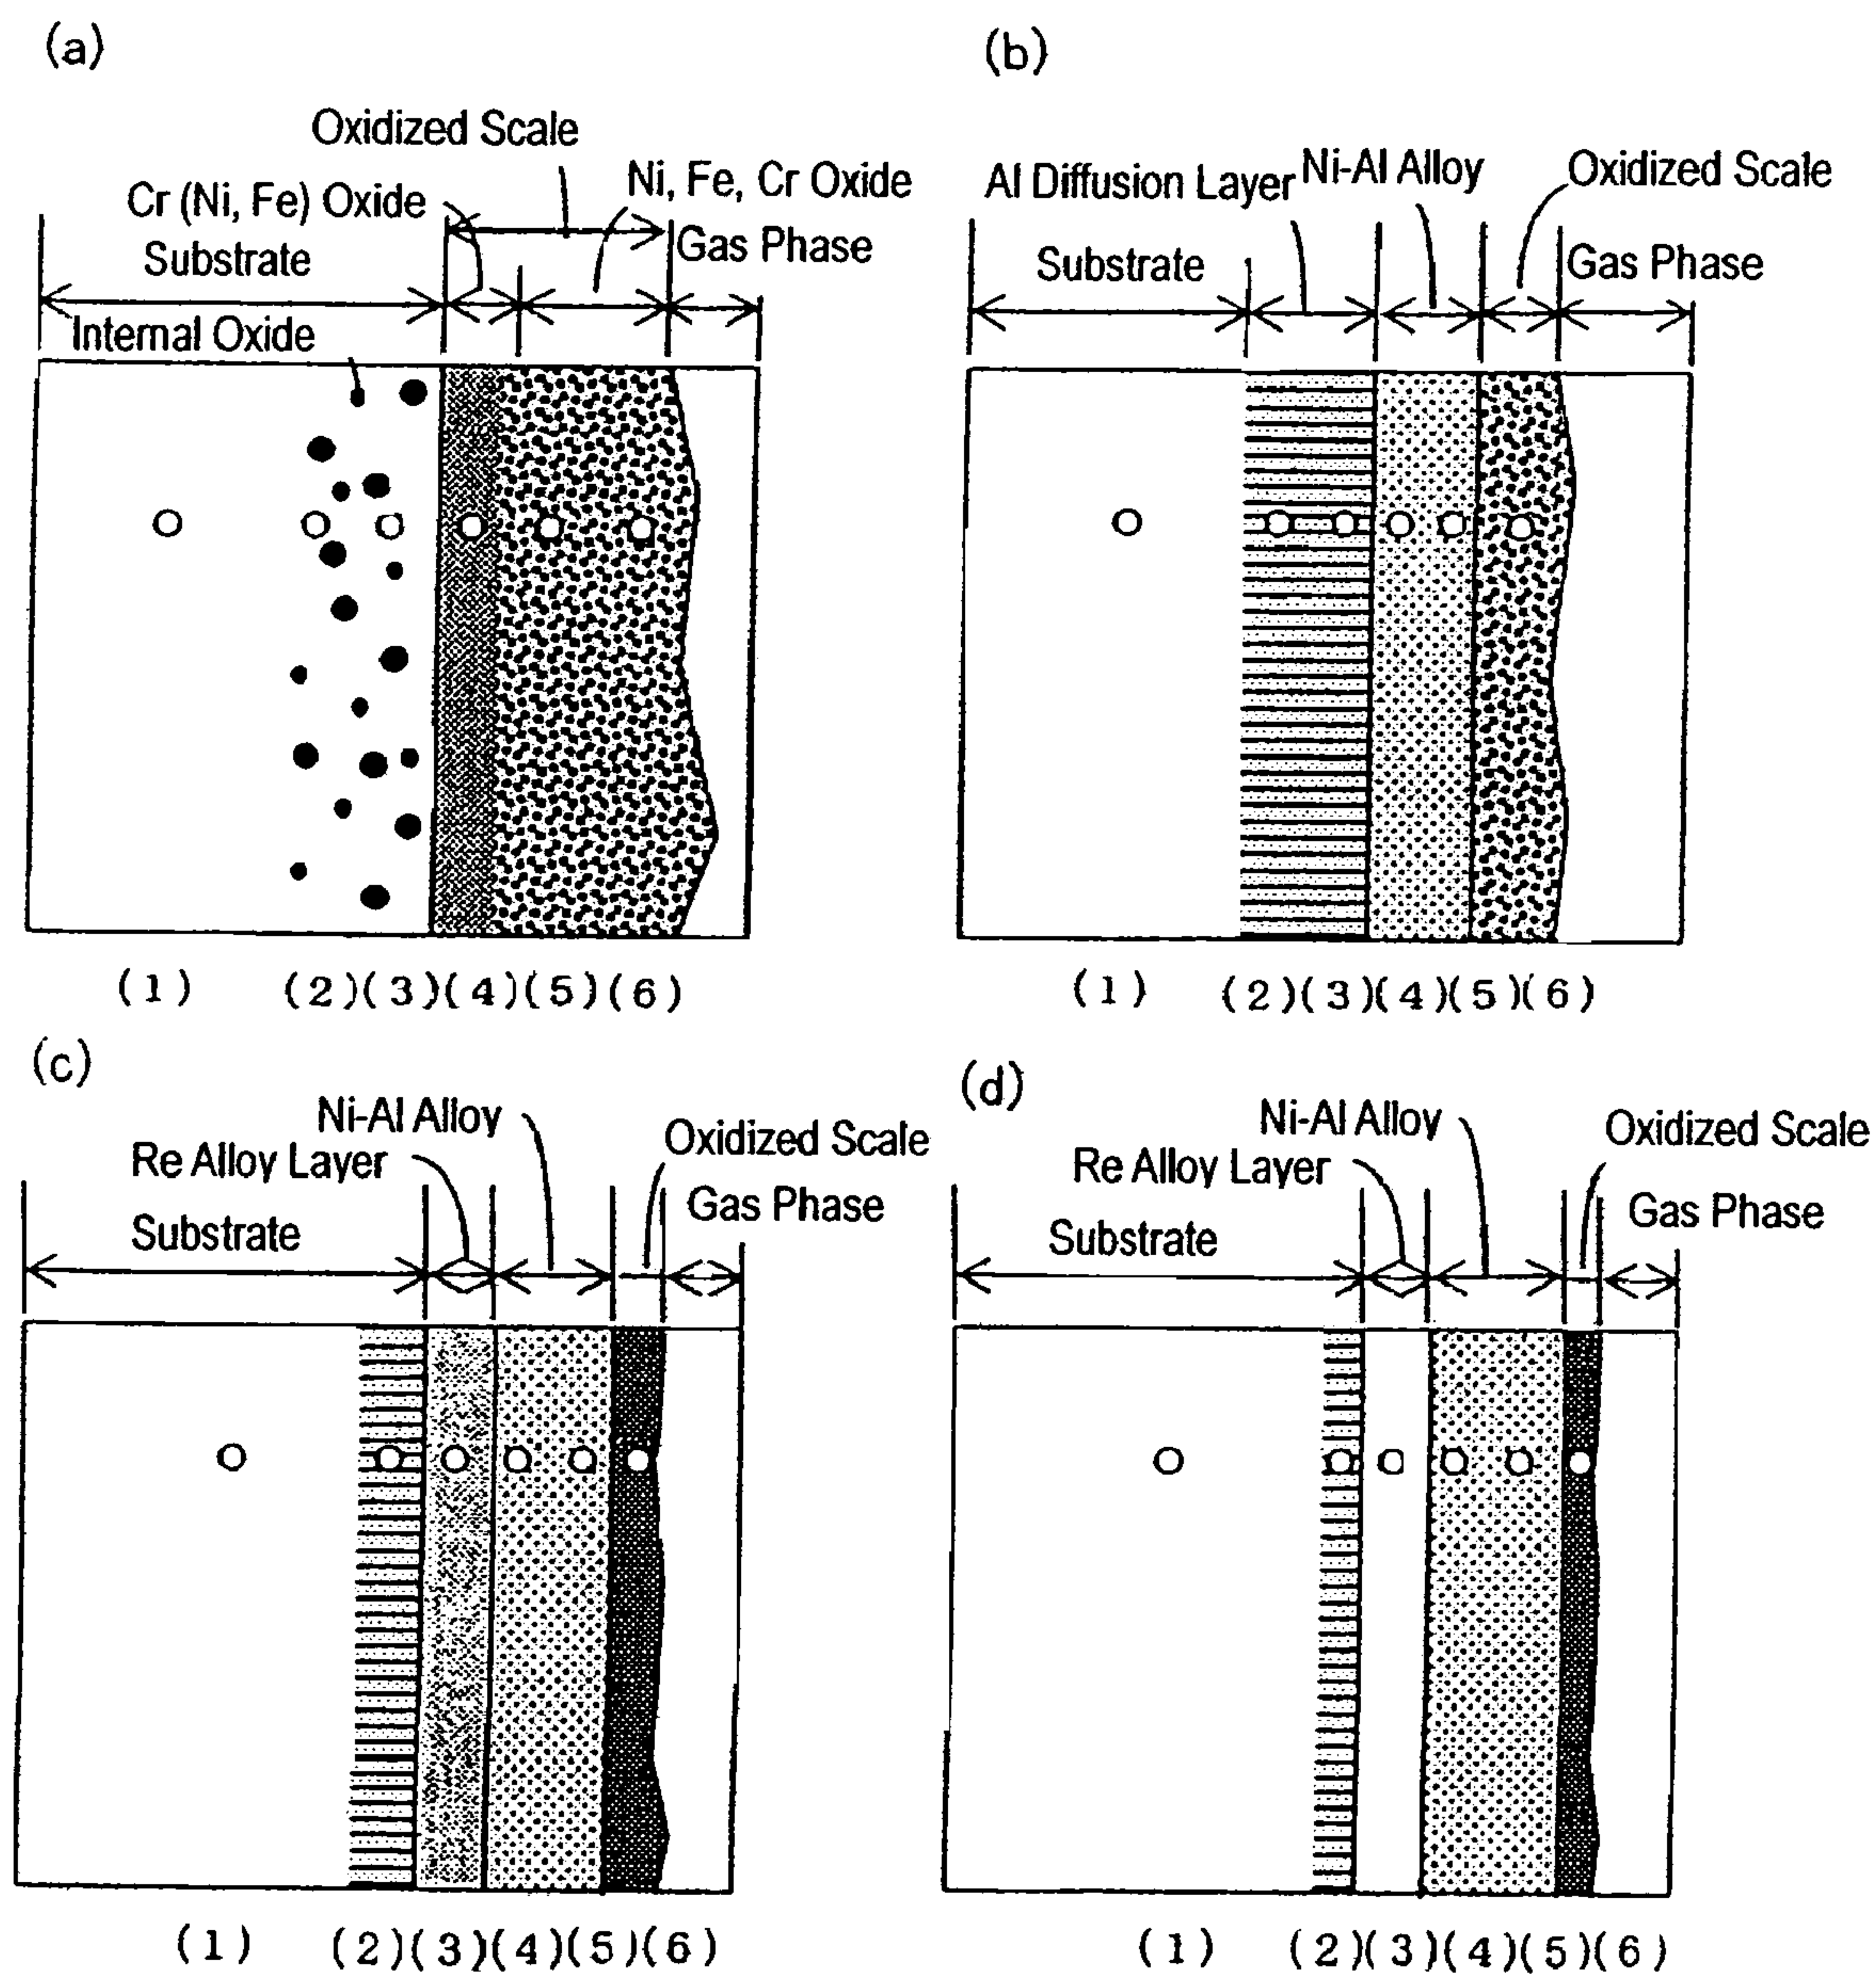 (a)
Oxidized Scale
Cr (Ni, Fe) Oxide
Ni, Fe, Cr Oxide
Substrate
Gas Phase
Internal Oxide
(1) (2)(3)(4)(5)(6)
(b)
Al Diffusion Layer
Ni-Al Alloy
Oxidized Scale
Substrate
Gas Phase
(1) (2)(3)(4)(5)(6)
(c)
Ni-Al Alloy
Re Alloy Layer
Oxidized Scale
Substrate
Gas Phase
(1) (2)(3)(4)(5)(6)
(d)
Ni-Al Alloy
Re Alloy Layer
Oxidized Scale
Substrate
Gas Phase
(1) (2)(3)(4)(5)(6)